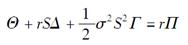 Θ + rSΔ + 1/2 σ²S²Γ = rΠ